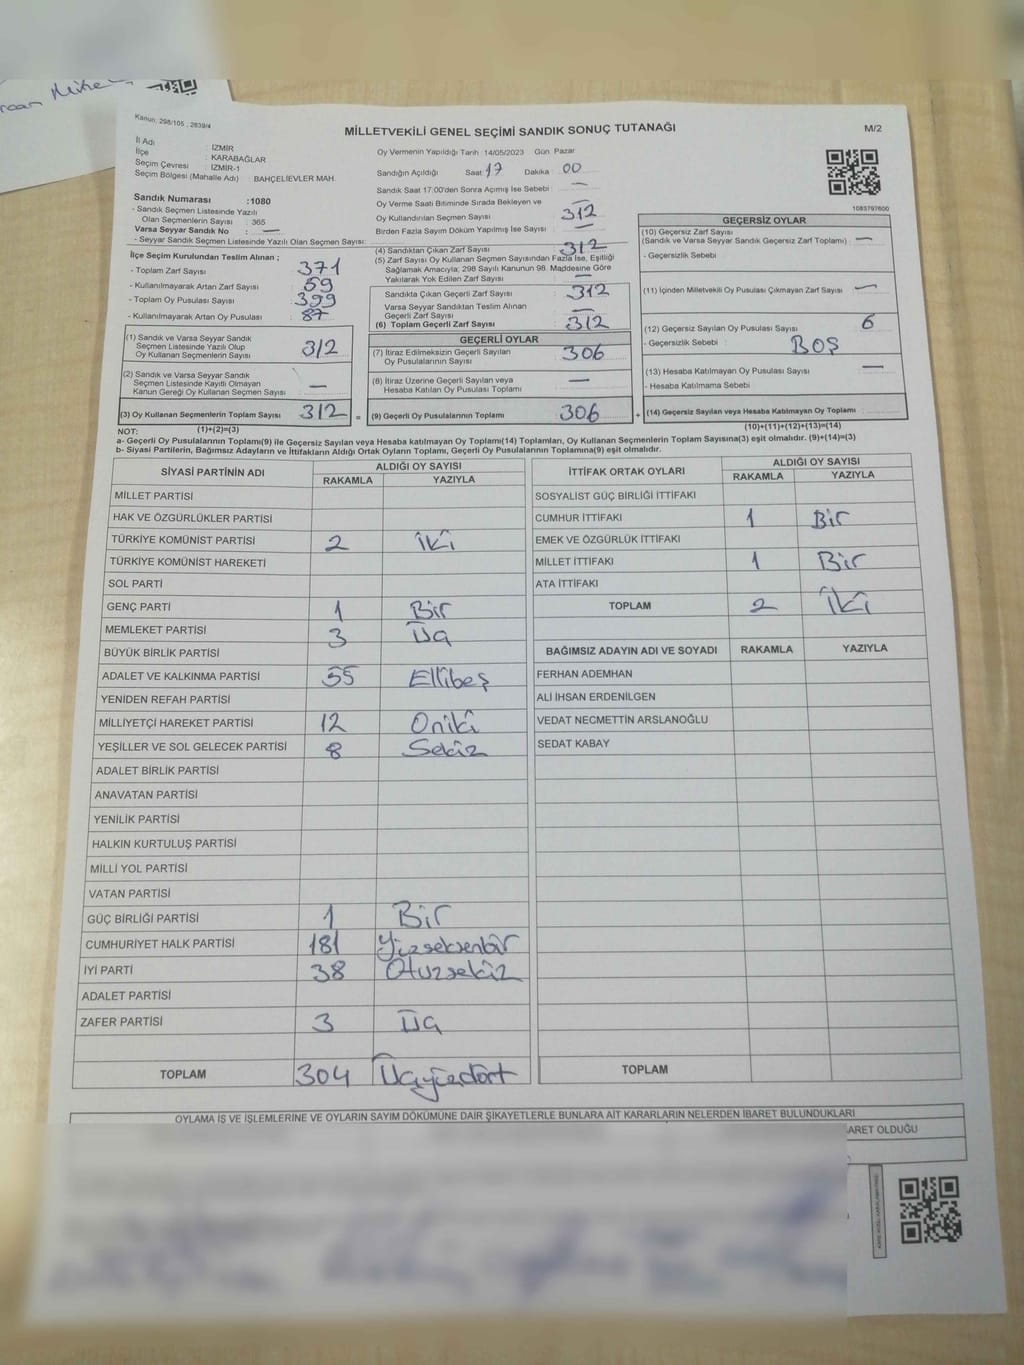 Mike
Kanun: 298/105 , 2839/4
MİLLETVEKİLİ GENEL SEÇİMİ SANDIK SONUÇ TUTANAĞI
M/2
İl Adı : İZMİR
İlçe : KARABAĞLAR
Seçim Çevresi : İZMİR-1
Seçim Bölgesi (Mahalle Adı) : BAHÇELİEVLER MAH.
Sandık Numarası :1080
- Sandık Seçmen Listesinde Yazılı
Olan Seçmenlerin Sayısı : 365
Varsa Seyyar Sandık No : —
- Seyyar Sandık Seçmen Listesinde Yazılı Olan Seçmen Sayısı:
Oy Vermenin Yapıldığı Tarih :14/05/2023 Gün: Pazar
Sandığın Açıldığı Saat 17 Dakika : 00
Sandık Saat 17:00'den Sonra Açımış İse Sebebi : —
Oy Verme Saati Bitiminde Sırada Bekleyen ve : —
Oy Kullandırılan Seçmen Sayısı : 312
Birden Fazla Sayım Döküm Yapılmış İse Sayısı : —
1083797600
İlçe Seçim Kurulundan Teslim Alınan ;
- Toplam Zarf Sayısı : 371
- Kullanılmayarak Artan Zarf Sayısı : 59
- Toplam Oy Pusulası Sayısı : 399
- Kullanılmayarak Artan Oy Pusulası : 87
(1) Sandık ve Varsa Seyyar Sandık
Seçmen Listesinde Yazılı Olup
Oy Kullanan Seçmenlerin Sayısı 312
(2) Sandık ve Varsa Seyyar Sandık
Seçmen Listesinde Kayıtlı Olmayan
Kanun Gereği Oy Kullanan Seçmen Sayısı : —
(3) Oy Kullanan Seçmenlerin Toplam Sayısı 312
(1)+(2)=(3)
(4) Sandıktan Çıkan Zarf Sayısı : 312
(5) Zarf Sayısı Oy Kullanan Seçmen Sayısından Fazla İse, Eşitliği
Sağlamak Amacıyla; 298 Sayılı Kanunun 98. Maddesine Göre
Yakılarak Yok Edilen Zarf Sayısı : —
Sandıkta Çıkan Geçerli Zarf Sayısı : 312
Varsa Seyyar Sandıktan Teslim Alınan
Geçerli Zarf Sayısı : —
(6) Toplam Geçerli Zarf Sayısı : 312
GEÇERLİ OYLAR
(7) İtiraz Edilmeksizin Geçerli Sayılan
Oy Pusulalarının Sayısı : 306
(8) İtiraz Üzerine Geçerli Sayılan veya
Hesaba Katılan Oy Pusulası Toplamı : —
= (9) Geçerli Oy Pusulalarının Toplamı : 306
GEÇERSİZ OYLAR
(10) Geçersiz Zarf Sayısı
(Sandık ve Varsa Seyyar Sandık Geçersiz Zarf Toplamı) : —
- Geçersizlik Sebebi :
(11) İçinden Milletvekili Oy Pusulası Çıkmayan Zarf Sayısı : —
(12) Geçersiz Sayılan Oy Pusulası Sayısı : 6
- Geçersizlik Sebebi : BOŞ
(13) Hesaba Katılmayan Oy Pusulası Sayısı : —
- Hesaba Katılmama Sebebi :
+ (14) Geçersiz Sayılan veya Hesaba Katılmayan Oy Toplamı :
(10)+(11)+(12)+(13)=(14)
NOT:
a- Geçerli Oy Pusulalarının Toplamı(9) ile Geçersiz Sayılan veya Hesaba katılmayan Oy Toplamı(14) Toplamları, Oy Kullanan Seçmenlerin Toplam Sayısına(3) eşit olmalıdır. (9)+(14)=(3)
b- Siyasi Partilerin, Bağımsız Adayların ve İttifakların Aldığı Ortak Oyların Toplamı, Geçerli Oy Pusulalarının Toplamına(9) eşit olmalıdır.
SİYASİ PARTİNİN ADI ALDIĞI OY SAYISI
RAKAMLA YAZIYLA
MİLLET PARTİSİ
HAK VE ÖZGÜRLÜKLER PARTİSİ
TÜRKİYE KOMÜNİST PARTİSİ 2 İki
TÜRKİYE KOMÜNİST HAREKETİ
SOL PARTİ
GENÇ PARTİ 1 Bir
MEMLEKET PARTİSİ 3 Üç
BÜYÜK BİRLİK PARTİSİ
ADALET VE KALKINMA PARTİSİ 55 Ellibeş
YENİDEN REFAH PARTİSİ
MİLLİYETÇİ HAREKET PARTİSİ 12 Oniki
YEŞİLLER VE SOL GELECEK PARTİSİ 8 Sekiz
ADALET BİRLİK PARTİSİ
ANAVATAN PARTİSİ
YENİLİK PARTİSİ
HALKIN KURTULUŞ PARTİSİ
MİLLİ YOL PARTİSİ
VATAN PARTİSİ
GÜÇ BİRLİĞİ PARTİSİ 1 Bir
CUMHURİYET HALK PARTİSİ 181 Yüzseksenbir
İYİ PARTİ 38 Otuzsekiz
ADALET PARTİSİ
ZAFER PARTİSİ 3 Üç
TOPLAM 304 Üçyüzdört
İTTİFAK ORTAK OYLARI ALDIĞI OY SAYISI
RAKAMLA YAZIYLA
SOSYALİST GÜÇ BİRLİĞİ İTTİFAKI
CUMHUR İTTİFAKI 1 Bir
EMEK VE ÖZGÜRLÜK İTTİFAKI
MİLLET İTTİFAKI 1 Bir
ATA İTTİFAKI
TOPLAM 2 İki
BAĞIMSIZ ADAYIN ADI VE SOYADI RAKAMLA YAZIYLA
FERHAN ADEMHAN
ALİ İHSAN ERDENİLGEN
VEDAT NECMETTİN ARSLANOĞLU
SEDAT KABAY
TOPLAM
OYLAMA İŞ VE İŞLEMLERİNE VE OYLARIN SAYIM DÖKÜMÜNE DAİR ŞİKAYETLERLE BUNLARA AİT KARARLARIN NELERDEN İBARET BULUNDUKLARI
ARET OLDUĞU